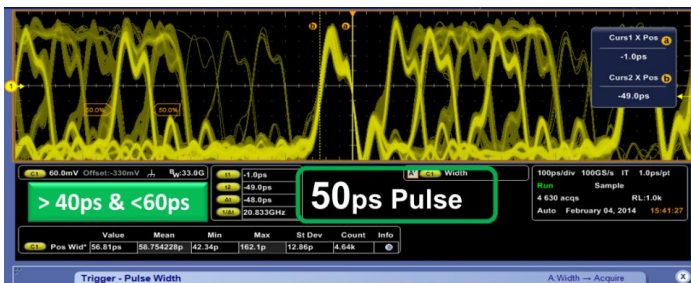 b a
Curs1 X Pos a
-1.0ps
Curs2 X Pos b
-49.0ps
1
50.0% 50.0%
C1 60.0mV Offset:-330mV BW:33.0G
t1 -1.0ps
t2 -49.0ps
Δt -48.0ps
1/Δt 20.833GHz
> 40ps & <60ps
50ps Pulse
A' C1 Width
100ps/div 100GS/s IT 1.0ps/pt
Run Sample
4 630 acqs RL:1.0k
Auto February 04, 2014 15:41:27
Value Mean Min Max St Dev Count Info
C1 Pos Wid* 56.81ps 58.754228p 42.34p 162.1p 12.86p 4.64k
Trigger - Pulse Width A:Width → Acquire X